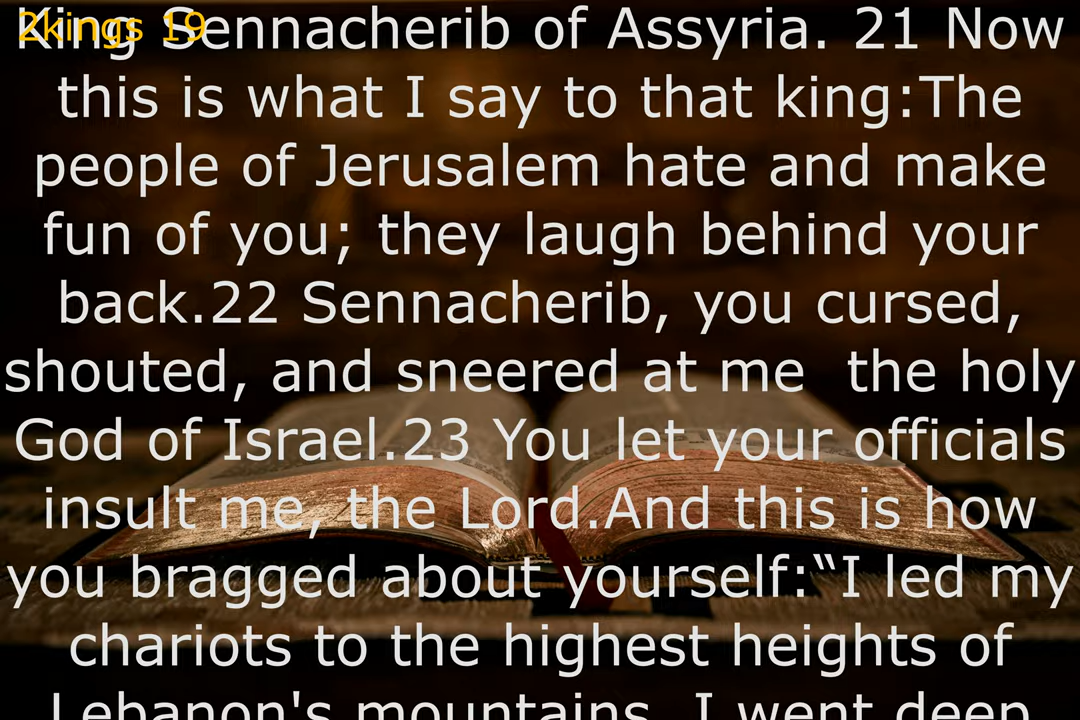 2kings 19
King Sennacherib of Assyria. 21 Now
this is what I say to that king:The
people of Jerusalem hate and make
fun of you; they laugh behind your
back.22 Sennacherib, you cursed,
shouted, and sneered at me  the holy
God of Israel.23 You let your officials
insult me, the Lord.And this is how
you bragged about yourself:“I led my
chariots to the highest heights of
Lebanon's mountains. I went deep